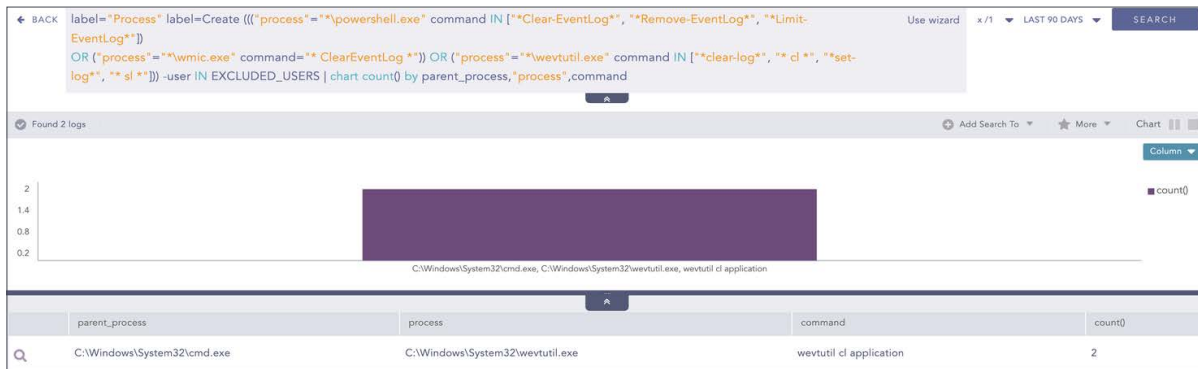 ← BACK
label="Process" label=Create ((("process"="*\powershell.exe" command IN ["*Clear-EventLog*", "*Remove-EventLog*", "*Limit-
EventLog*"])
OR ("process"="*\wmic.exe" command="* ClearEventLog *")) OR ("process"="*\wevtutil.exe" command IN ["*clear-log*", "* cl *", "*set-
log*", "* sl *"])) -user IN EXCLUDED_USERS | chart count() by parent_process,"process",command
Use wizard x /1 LAST 90 DAYS SEARCH
Found 2 logs Add Search To More Chart
Column
2
1.4
0.8
0.2
count()
C:\Windows\System32\cmd.exe, C:\Windows\System32\wevtutil.exe, wevtutil cl application
parent_process process command count()
C:\Windows\System32\cmd.exe C:\Windows\System32\wevtutil.exe wevtutil cl application 2